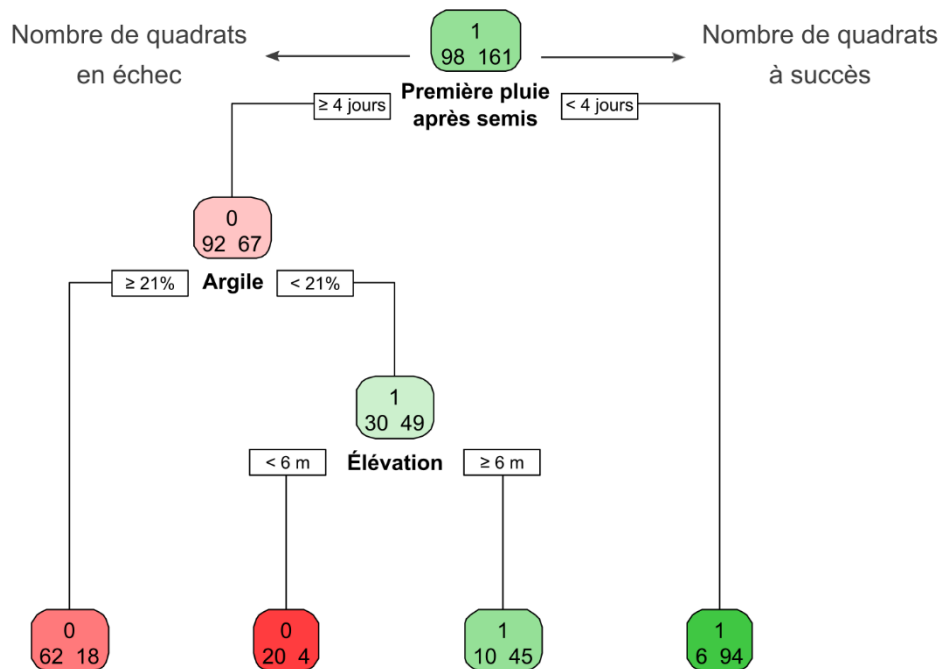 Nombre de quadrats
en échec
1
98 161
Nombre de quadrats
à succès
Première pluie
après semis
≥ 4 jours
< 4 jours
0
92 67
≥ 21%
Argile
< 21%
1
30 49
< 6 m
Élévation
≥ 6 m
0
62 18
0
20 4
1
10 45
1
6 94